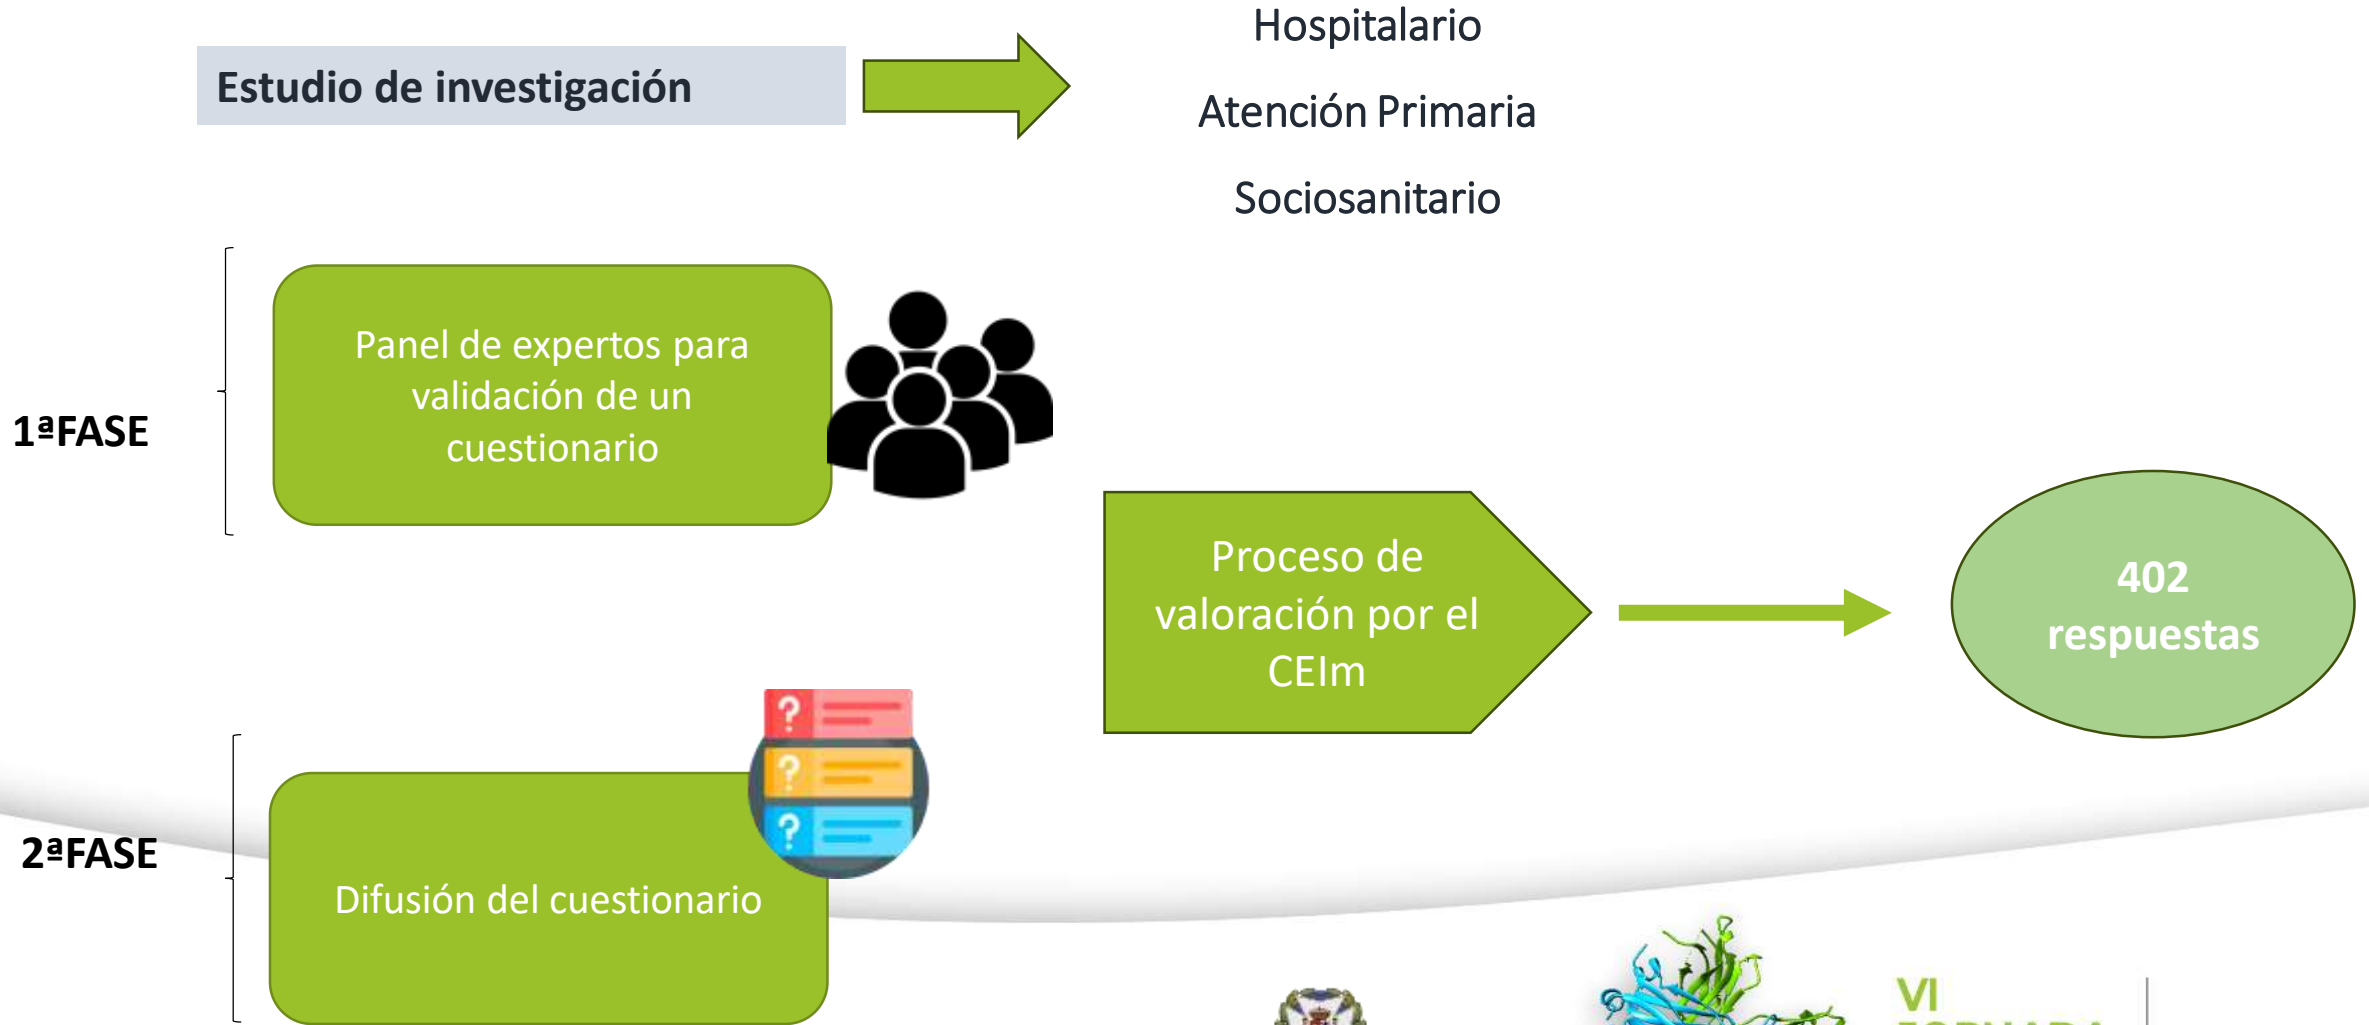 Hospitalario
Estudio de investigación
Atención Primaria
Sociosanitario
Panel de expertos para
validación de un
cuestionario
1ªFASE
Proceso de
valoración por el
CEIm
402
respuestas
2ªFASE
Difusión del cuestionario
?
?
?
VI
JORNADA